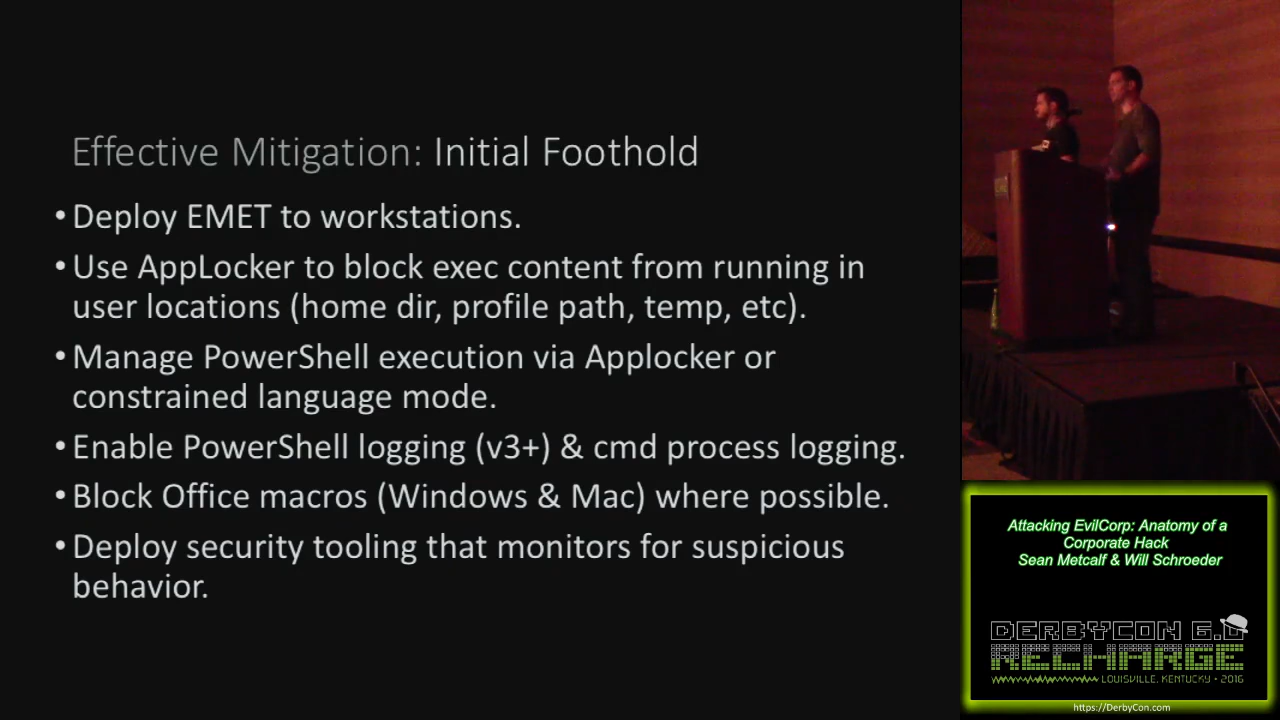 Effective Mitigation: Initial Foothold
• Deploy EMET to workstations.
• Use AppLocker to block exec content from running in
user locations (home dir, profile path, temp, etc).
• Manage PowerShell execution via Applocker or
constrained language mode.
• Enable PowerShell logging (v3+) & cmd process logging.
• Block Office macros (Windows & Mac) where possible.
• Deploy security tooling that monitors for suspicious
behavior.
Attacking EvilCorp: Anatomy of a
Corporate Hack
Sean Metcalf & Will Schroeder
DERBYCON 6.0
RECHARGE
LOUISVILLE, KENTUCKY • 2016
https://DerbyCon.com